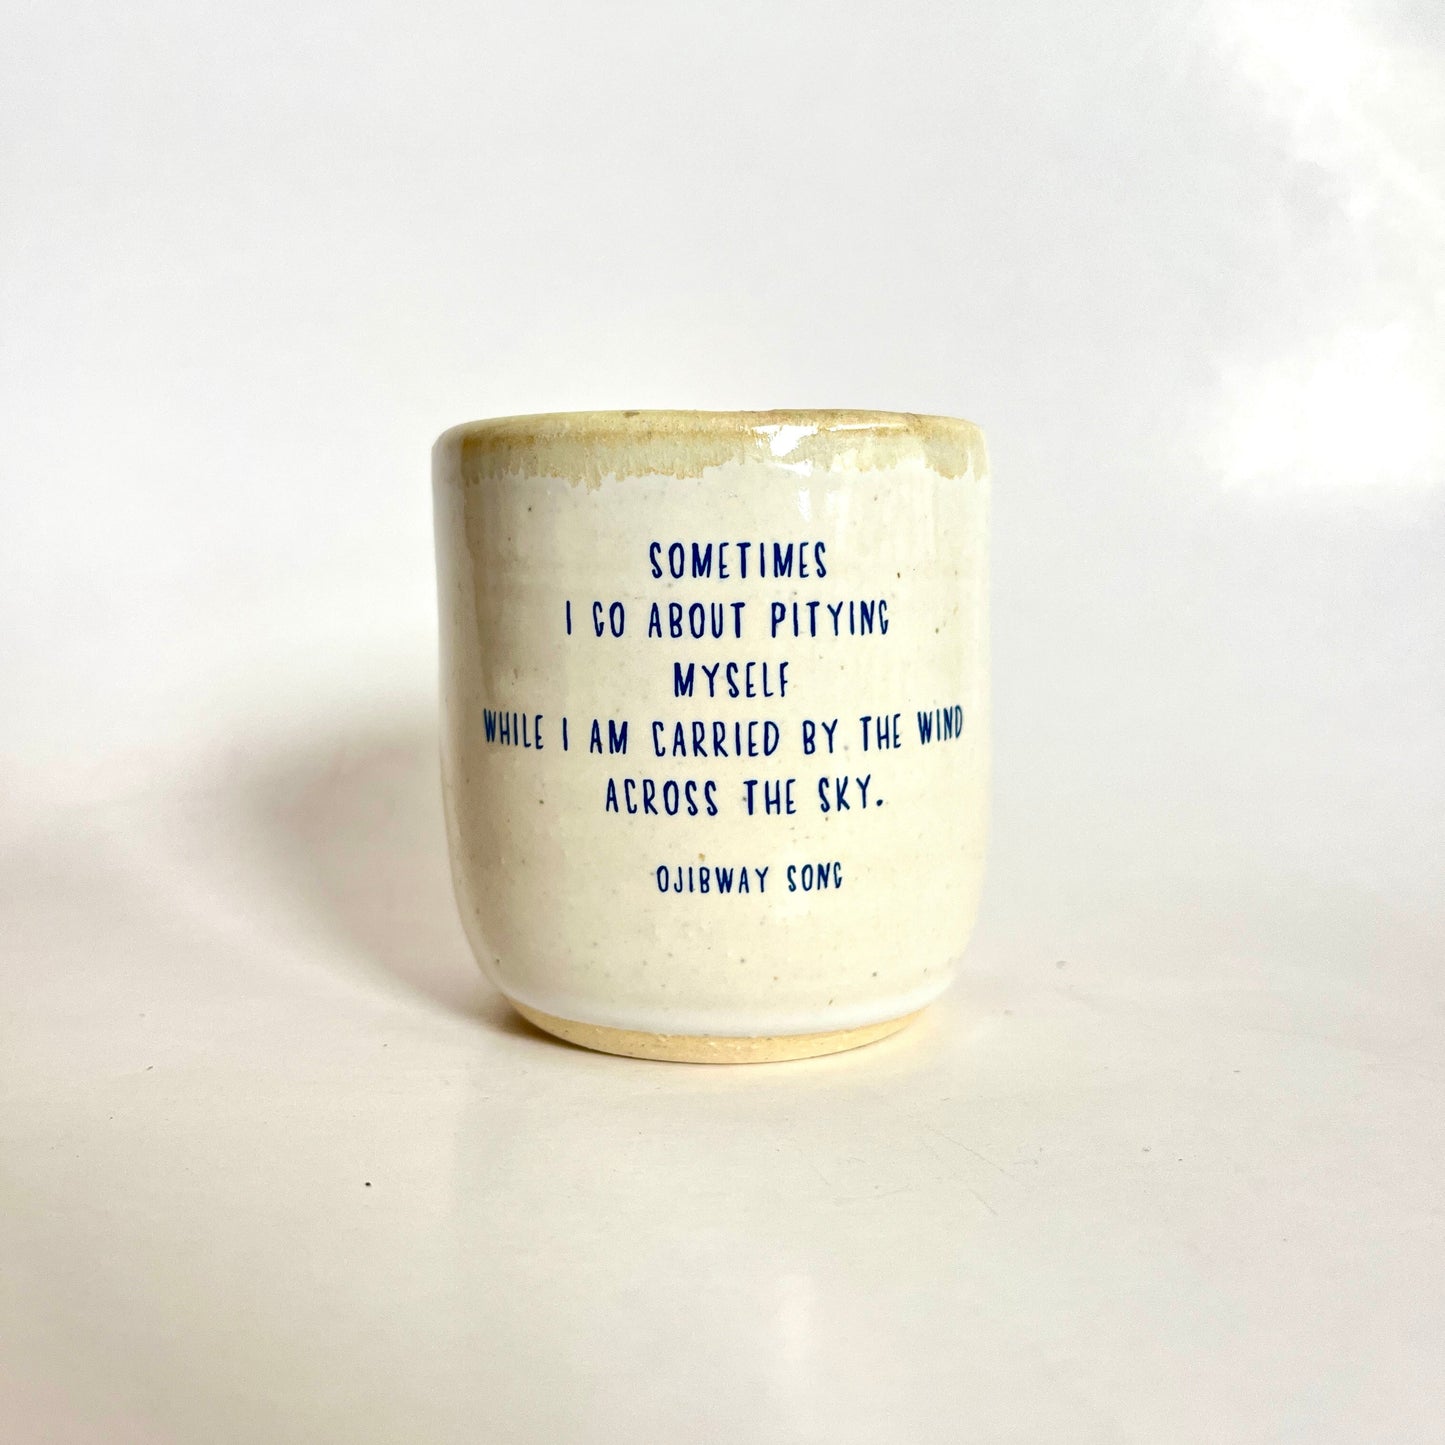 SOMETIMES
I GO ABOUT PITYING
MYSELF
WHILE I AM CARRIED BY THE WIND
ACROSS THE SKY.
OJIBWAY SONG